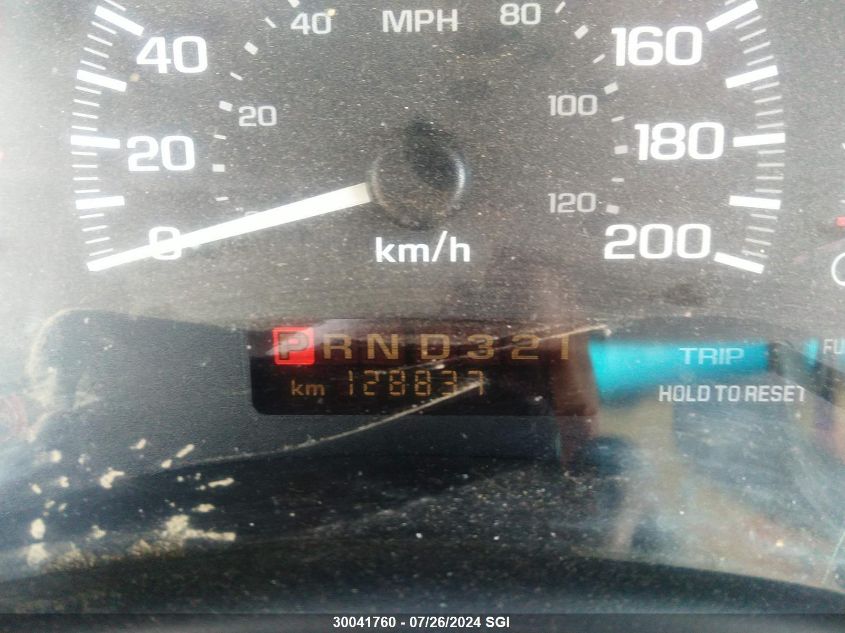 40 MPH 80
40 160
20 100
20 180
0 120
km/h 200
PRND321 TRIP
km 128837 HOLD TO RESET
30041760 - 07/26/2024 SGI